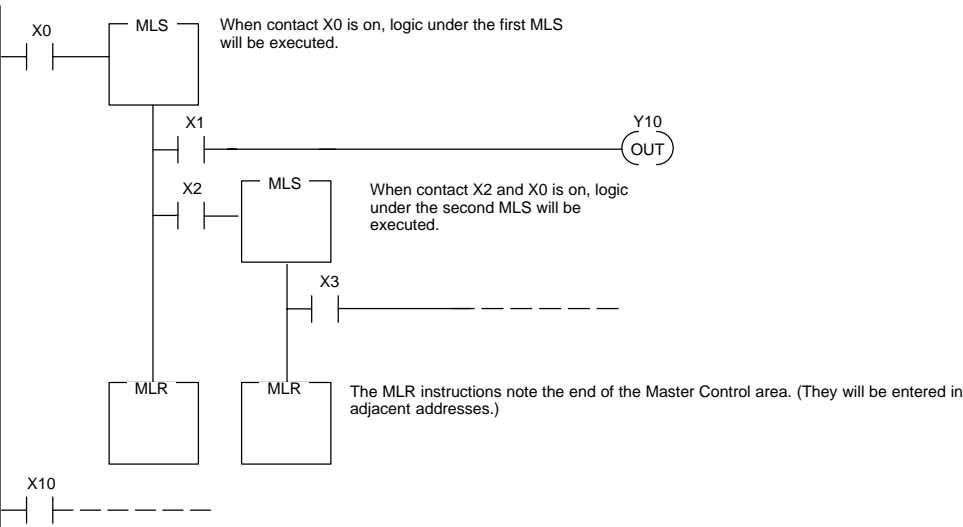 X0
MLS
When contact X0 is on, logic under the first MLS
will be executed.
X1
Y10
OUT
X2
MLS
When contact X2 and X0 is on, logic
under the second MLS will be
executed.
X3
MLR
MLR
The MLR instructions note the end of the Master Control area. (They will be entered in
adjacent addresses.)
X10